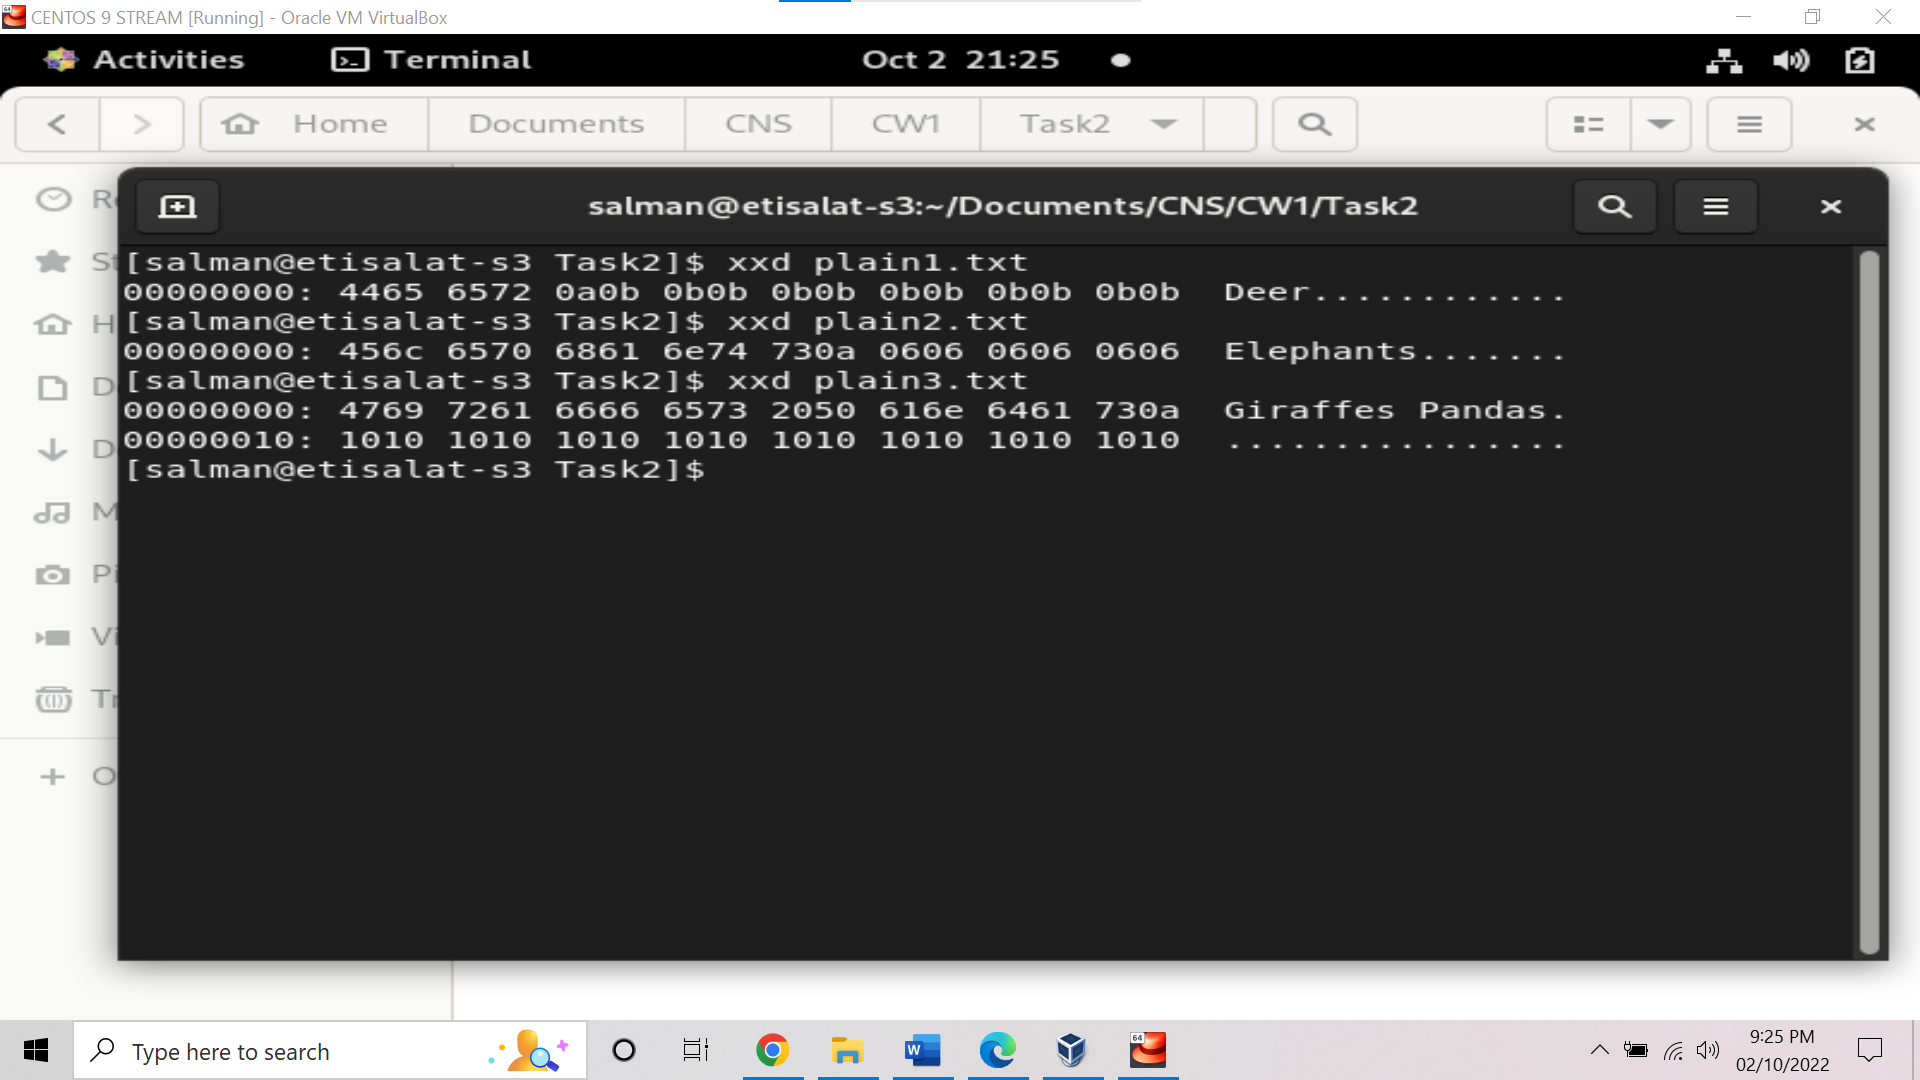 CENTOS 9 STREAM [Running] - Oracle VM VirtualBox
Activities Terminal Oct 2 21:25
Home Documents CNS CW1 Task2
salman@etisalat-s3:~/Documents/CNS/CW1/Task2
[salman@etisalat-s3 Task2]$ xxd plain1.txt
00000000: 4465 6572 0a0b 0b0b 0b0b 0b0b 0b0b 0b0b  Deer............
[salman@etisalat-s3 Task2]$ xxd plain2.txt
00000000: 456c 6570 6861 6e74 730a 0606 0606 0606  Elephants.......
[salman@etisalat-s3 Task2]$ xxd plain3.txt
00000000: 4769 7261 6666 6573 2050 616e 6461 730a  Giraffes Pandas.
00000010: 1010 1010 1010 1010 1010 1010 1010 1010  ................
[salman@etisalat-s3 Task2]$
Type here to search
9:25 PM
02/10/2022